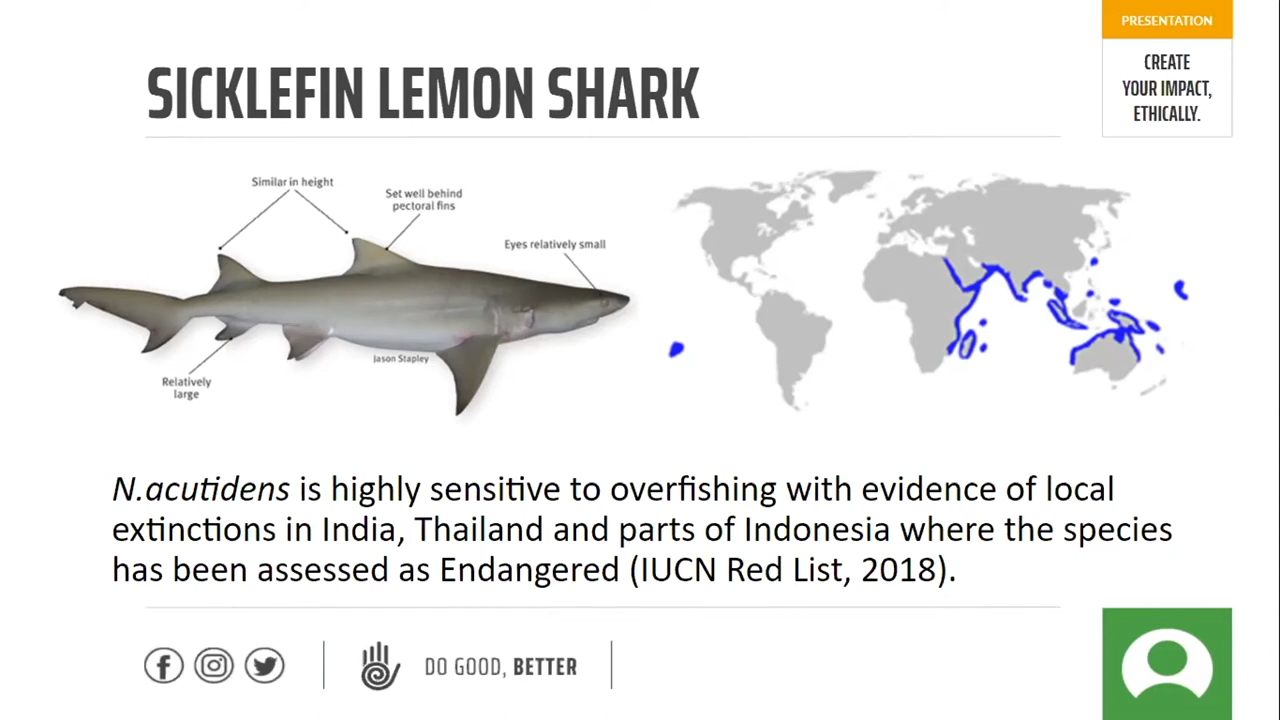 PRESENTATION
CREATE
YOUR IMPACT,
ETHICALLY.
SICKLEFIN LEMON SHARK
Similar in height
Set well behind
pectoral fins
Eyes relatively small
Jason Stapley
Relatively
large
N.acutidens is highly sensitive to overfishing with evidence of local
extinctions in India, Thailand and parts of Indonesia where the species
has been assessed as Endangered (IUCN Red List, 2018).
DO GOOD, BETTER